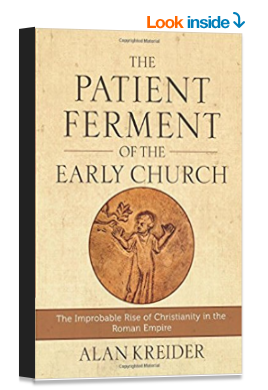 Look inside
THE
PATIENT
FERMENT
OF THE
EARLY CHURCH
The Improbable Rise of Christianity in the
Roman Empire
ALAN KREIDER